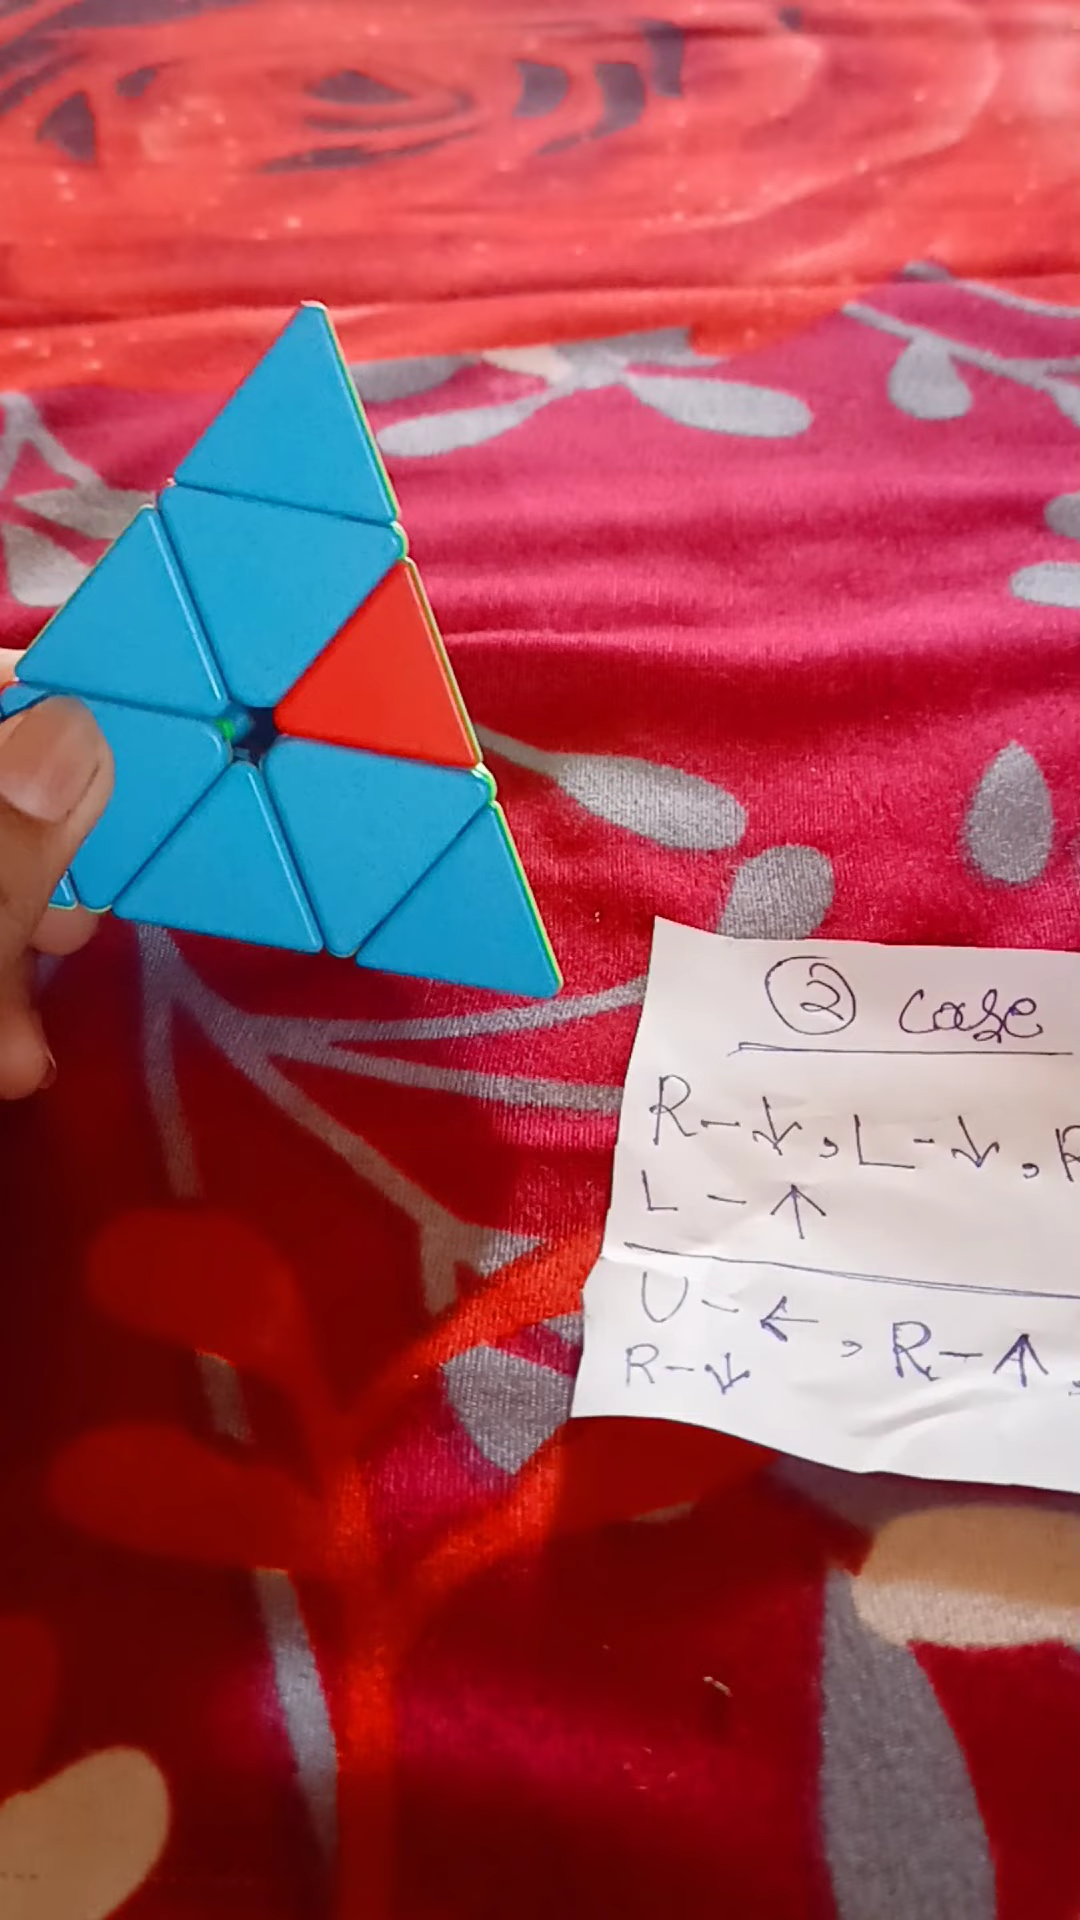 ② case
R-↓, L-↓, R
L-↑
U-←, R-↑,
R-↓